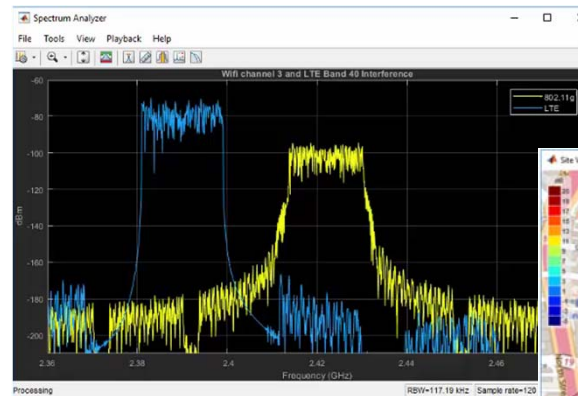 Spectrum Analyzer
File Tools View Playback Help
Wifi channel 3 and LTE Band 40 Interference
802.11g
LTE
-60
-80
-100
-120
-140
-160
-180
-200
dBm
2.36 2.38 2.4 2.42 2.44 2.46
Frequency (GHz)
Processing
RBW=117.19 kHz Sample rate=120
Site V